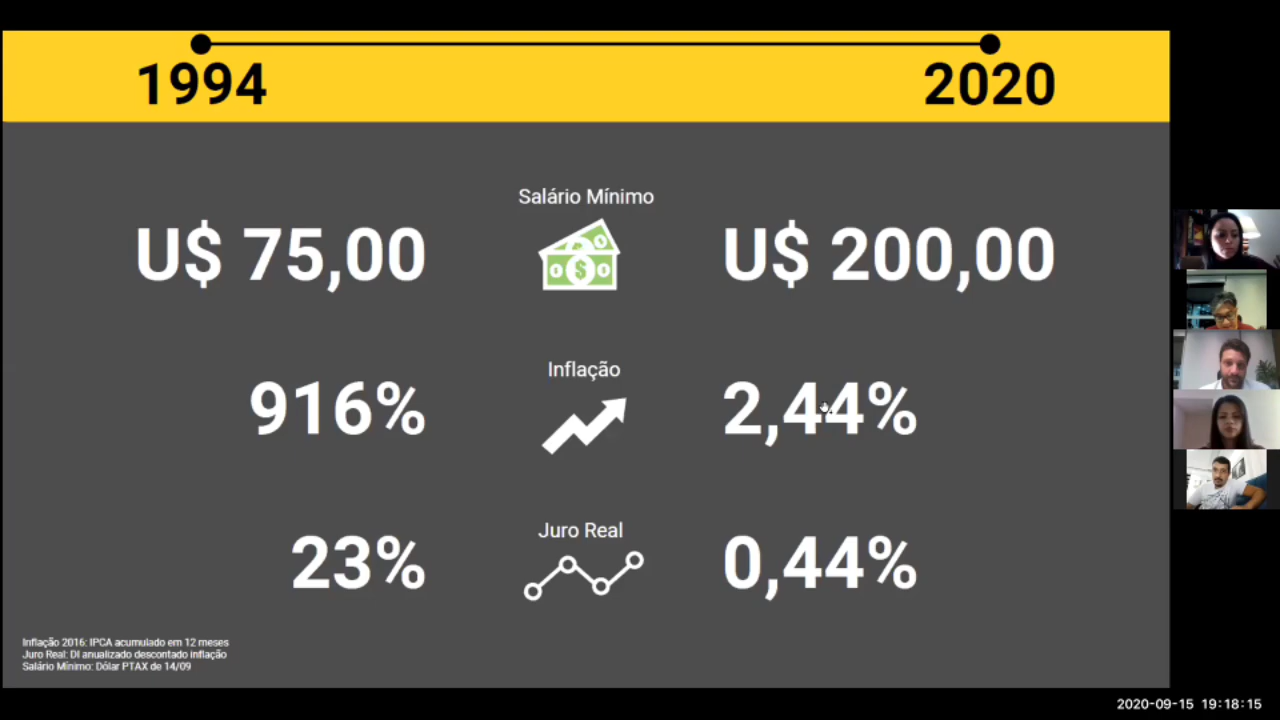 1994
2020
Salário Mínimo
U$ 75,00
U$ 200,00
Inflação
916%
2,44%
Juro Real
23%
0,44%
Inflação 2016: IPCA acumulado em 12 meses
Juro Real: DI anualizado descontado inflação
Salário Mínimo: Dólar PTAX de 14/09
2020-09-15 19:18:15